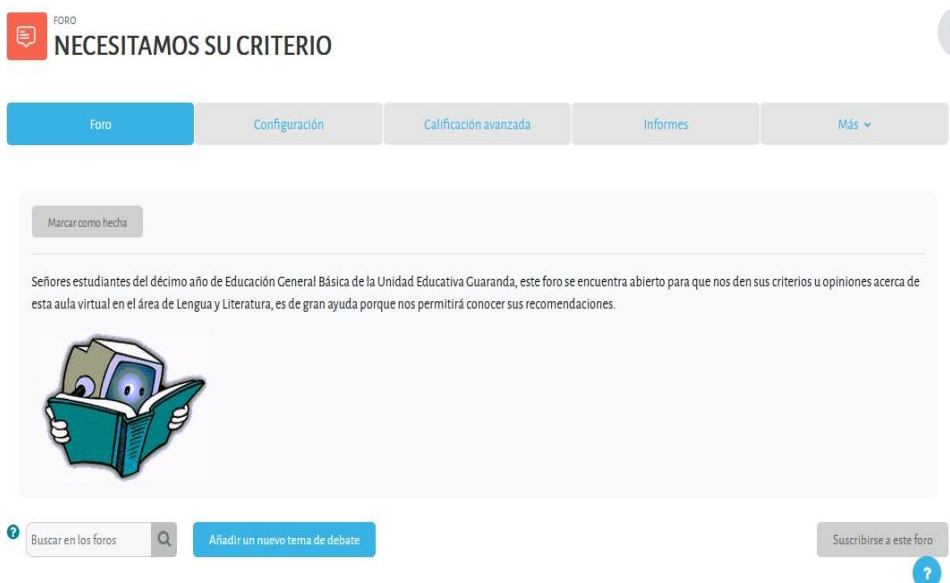 FORO
NECESITAMOS SU CRITERIO
Foro
Configuración
Calificación avanzada
Informes
Más
Marcar como hecha
Señores estudiantes del décimo año de Educación General Básica de la Unidad Educativa Guaranda, este foro se encuentra abierto para que nos den sus criterios u opiniones acerca de
esta aula virtual en el área de Lengua y Literatura, es de gran ayuda porque nos permitirá conocer sus recomendaciones.
?
Buscar en los foros
Añadir un nuevo tema de debate
Suscribirse a este foro
?